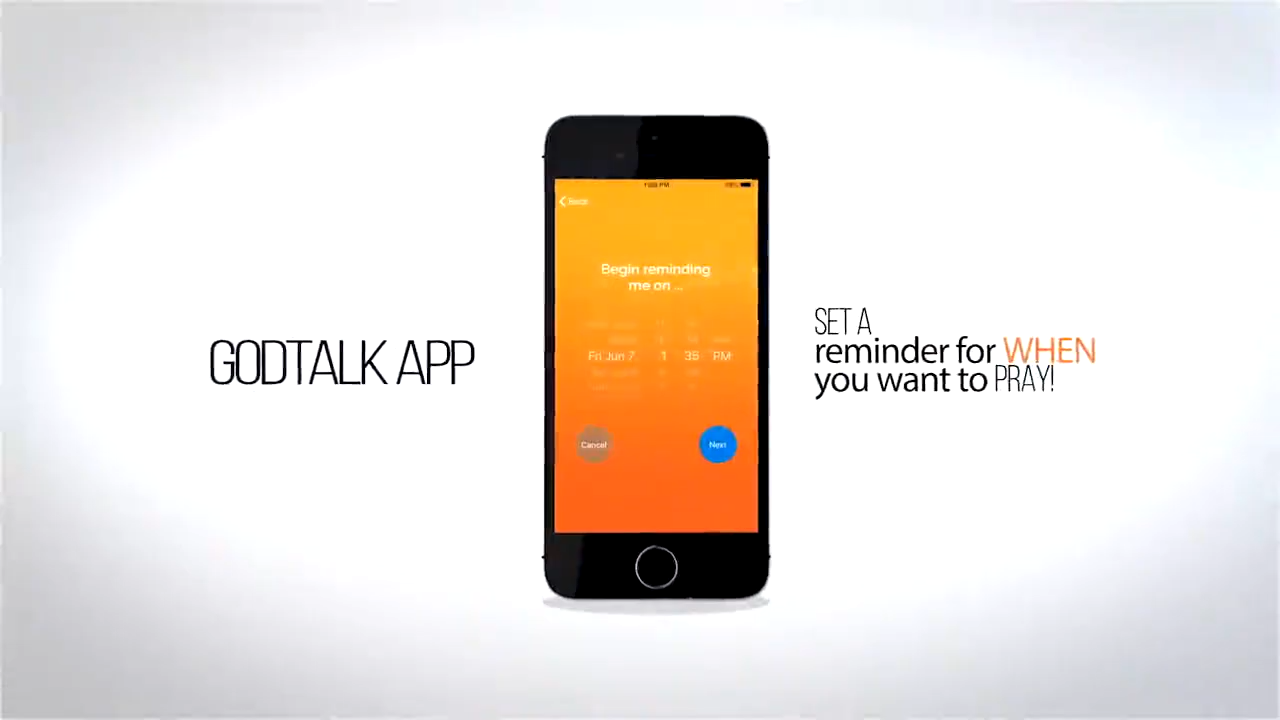 GODTALK APP
Back
Begin reminding
me on ...
Fri Jun 7 1 35 PM
Cancel
Next
SET A
reminder for WHEN
you want to PRAY!